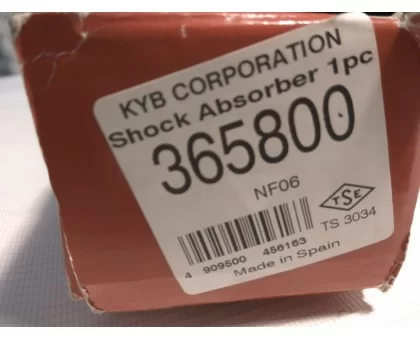 KYB CORPORATION
Shock Absorber 1pc
365800
NF06
TSE
TS 3034
4 909500 456163
Made in Spain